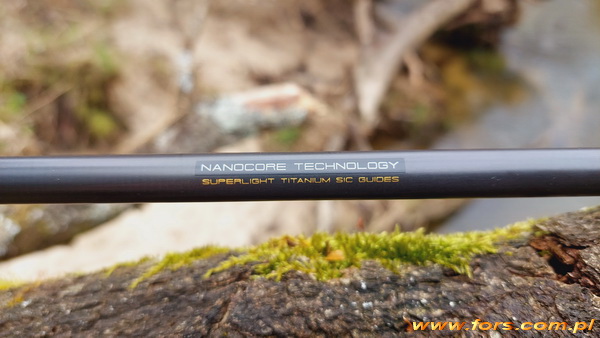 NANOCORE TECHNOLOGY
SUPERLIGHT TITANIUM SIC GUIDES
www.fors.com.pl